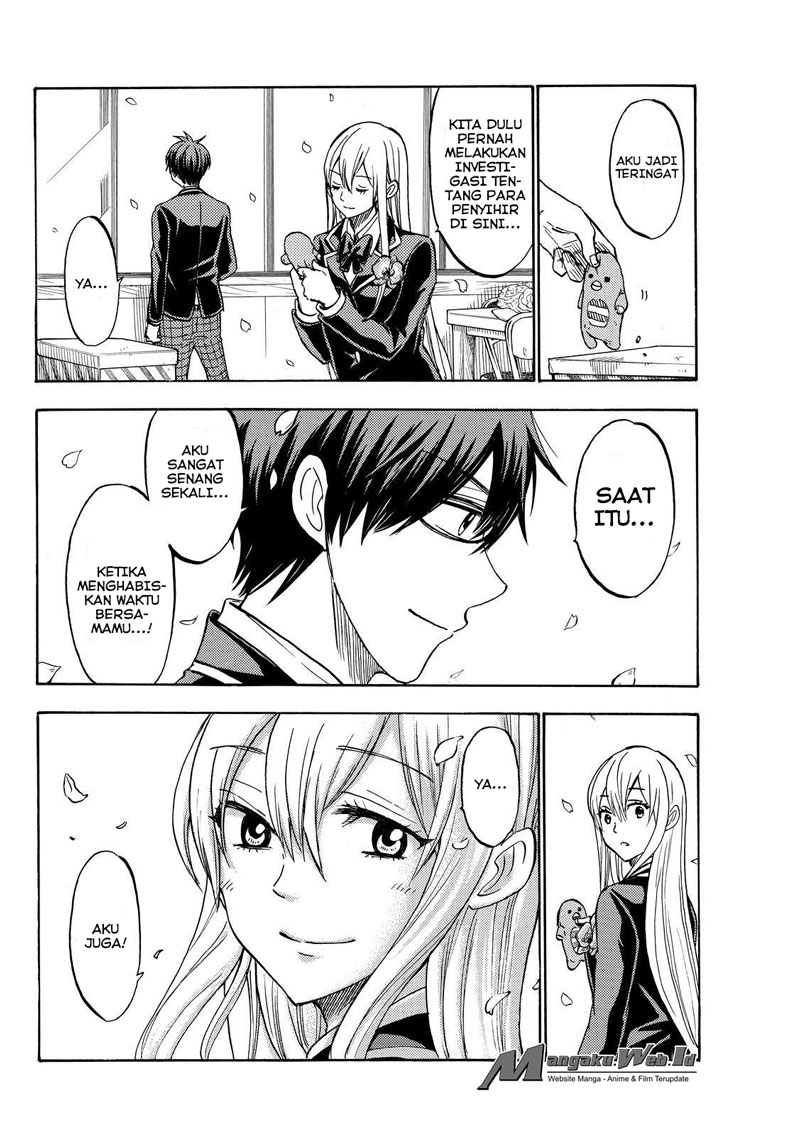 AKU JADI
TERINGAT
KITA DULU
PERNAH
MELAKUKAN
INVESTI-
GASI TEN-
TANG PARA
PENYIHIR
DI SINI...
YA...
SAAT
ITU...
AKU
SANGAT
SENANG
SEKALI...
KETIKA
MENGHABIS-
KAN WAKTU
BERSA-
MAMU...!
YA...
AKU
JUGA!
Mangaku.Web.Id
Website Manga - Anime & Film Terupdate